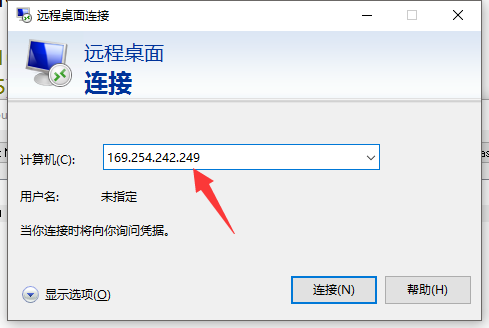 远程桌面连接
远程桌面
连接
计算机(C):
169.254.242.249
用户名:
未指定
当你连接时将向你询问凭据。
显示选项(O)
连接(N)
帮助(H)